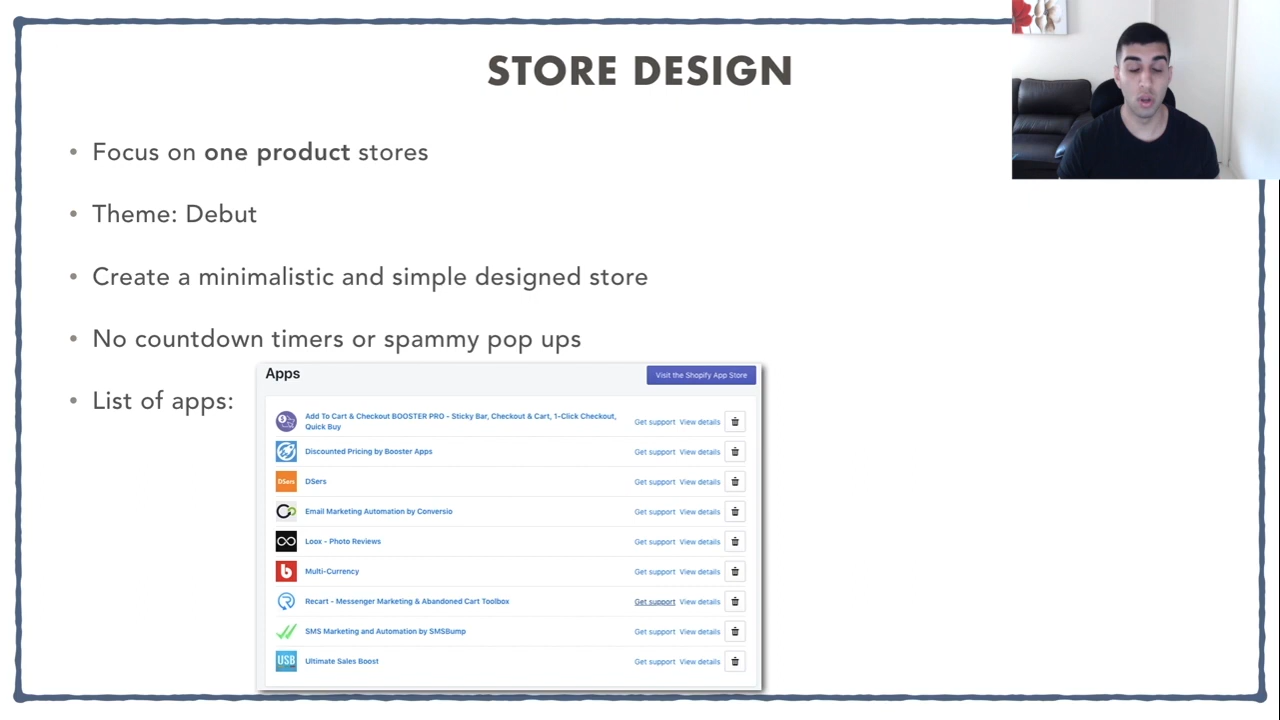 STORE DESIGN
• Focus on one product stores
• Theme: Debut
• Create a minimalistic and simple designed store
• No countdown timers or spammy pop ups
• List of apps:
Apps
Visit the Shopify App Store
Add To Cart & Checkout BOOSTER PRO - Sticky Bar, Checkout & Cart, 1-Click Checkout,
Quick Buy
Get support View details
Discounted Pricing by Booster Apps
Get support View details
DSers
DSers
Get support View details
Email Marketing Automation by Conversio
Get support View details
Loox - Photo Reviews
Get support View details
b
Multi-Currency
Get support View details
Recart - Messenger Marketing & Abandoned Cart Toolbox
Get support View details
SMS Marketing and Automation by SMSBump
Get support View details
USB
Ultimate Sales Boost
Get support View details